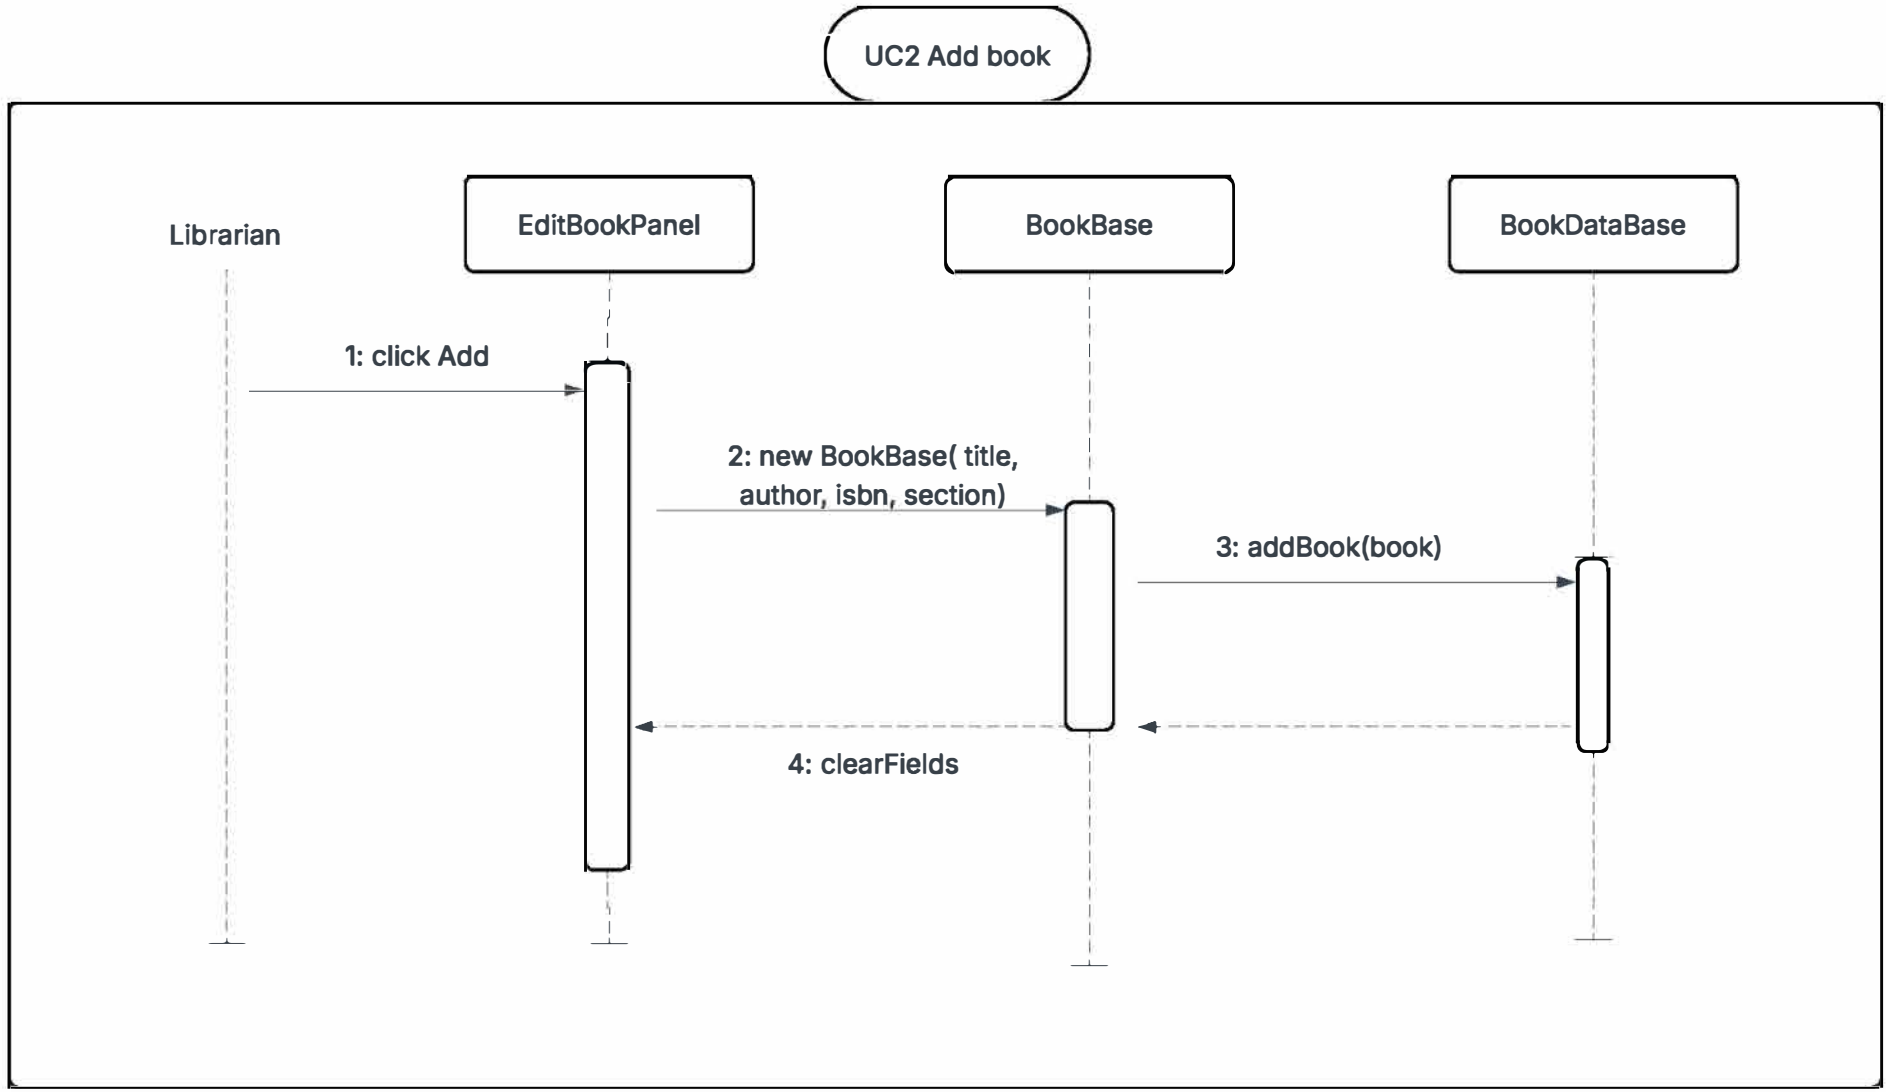 UC2 Add book
Librarian
EditBookPanel
BookBase
BookDataBase
1: click Add
2: new BookBase( title,
author, isbn, section)
3: addBook(book)
4: clearFields